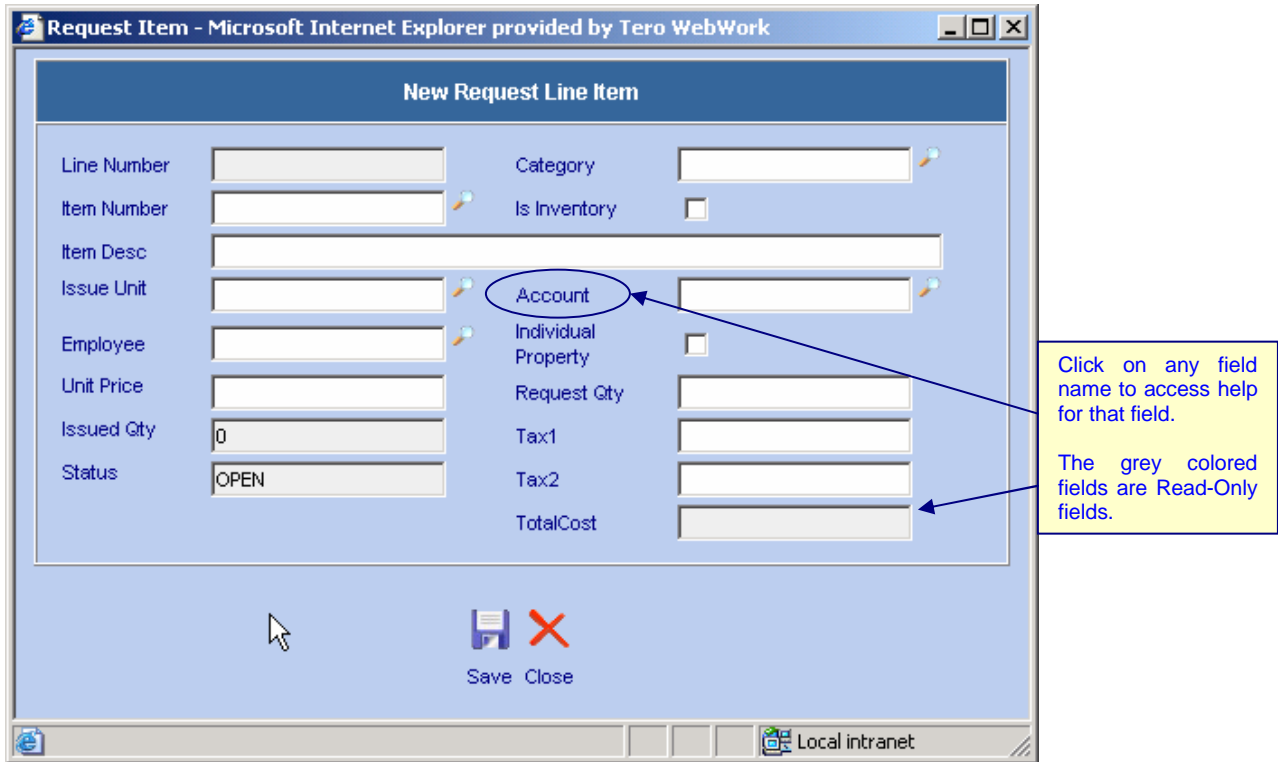 Request Item - Microsoft Internet Explorer provided by Tero WebWork
New Request Line Item
Line Number
Category
Item Number
Is Inventory
Item Desc
Issue Unit
Account
Employee
Individual
Property
Unit Price
Request Qty
Issued Qty
0
Tax1
Status
OPEN
Tax2
TotalCost
Click on any field
name to access help
for that field.
The grey colored
fields are Read-Only
fields.
Save Close
Local intranet